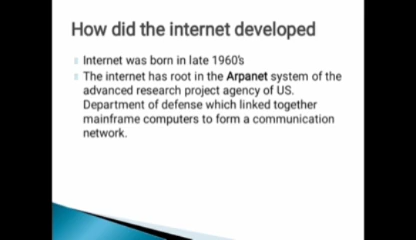 How did the internet developed
Internet was born in late 1960's
The internet has root in the Arpanet system of the
advanced research project agency of US.
Department of defense which linked together
mainframe computers to form a communication
network.